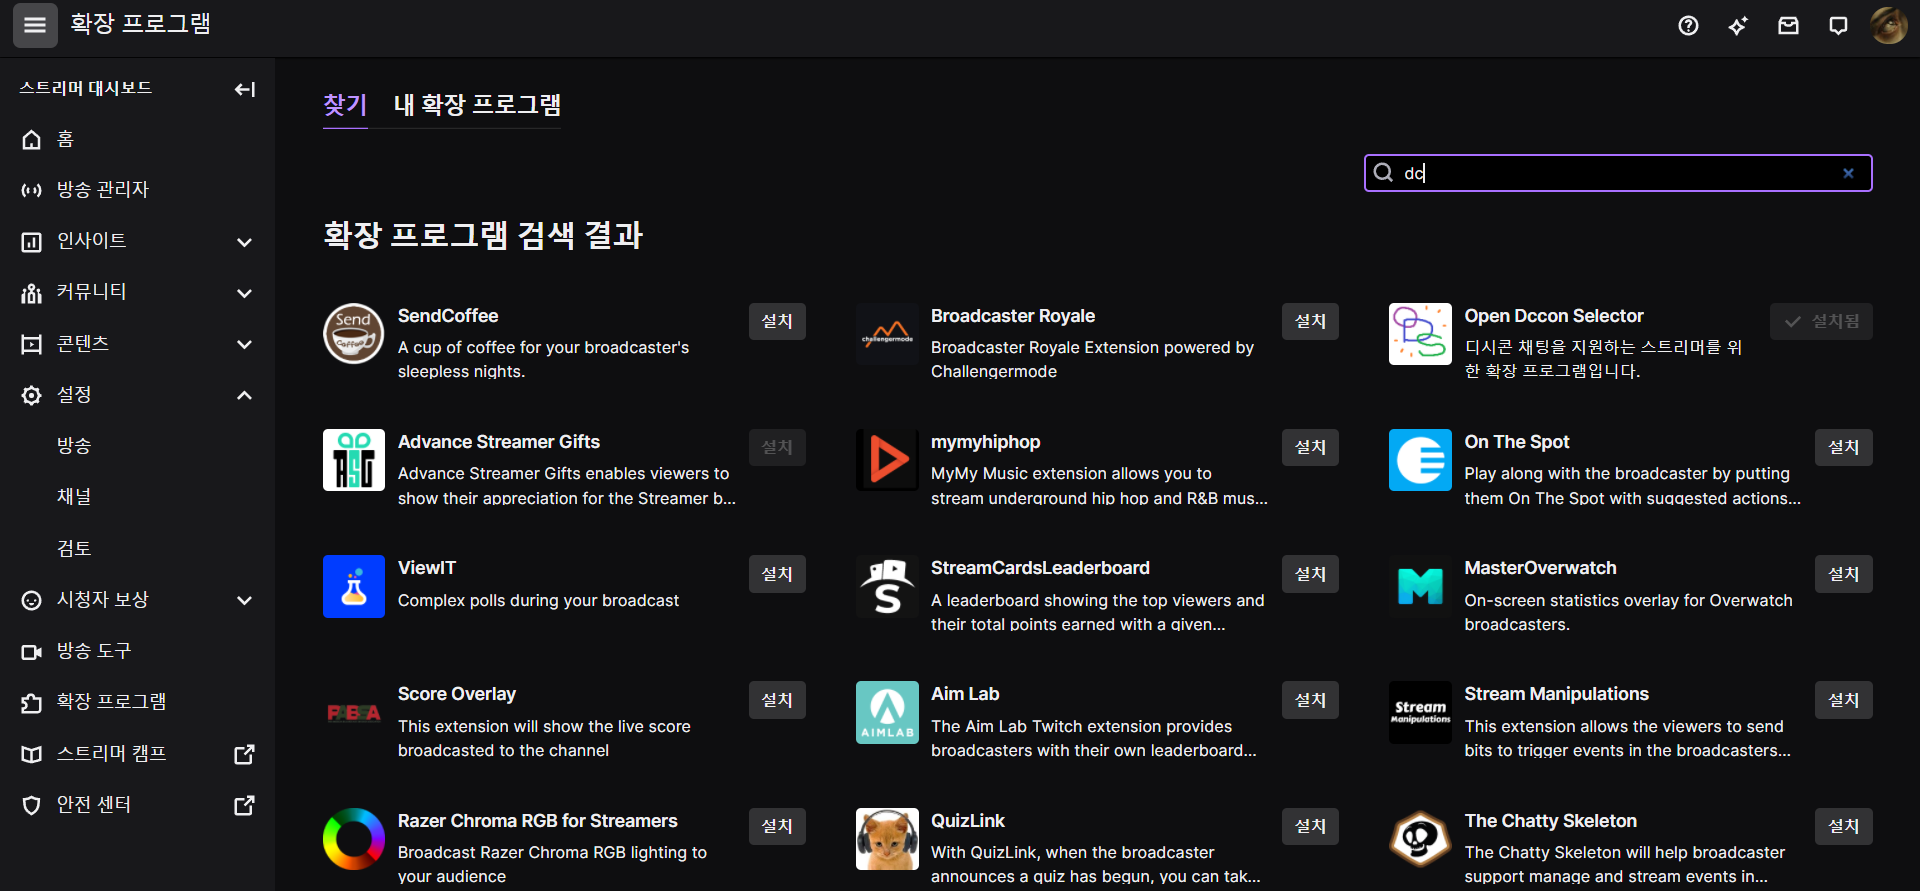 확장 프로그램
스트리머 대시보드
홈
방송 관리자
인사이트
커뮤니티
콘텐츠
설정
방송
채널
검토
시청자 보상
방송 도구
확장 프로그램
스트리머 캠프
안전 센터
찾기 내 확장 프로그램
dc
확장 프로그램 검색 결과
Send
Coffee
SendCoffee
A cup of coffee for your broadcaster's
sleepless nights.
설치
challengermode
Broadcaster Royale
Broadcaster Royale Extension powered by
Challengermode
설치
Open Dccon Selector
디시콘 채팅을 지원하는 스트리머를 위
한 확장 프로그램입니다.
설치됨
ASG
Advance Streamer Gifts
Advance Streamer Gifts enables viewers to
show their appreciation for the Streamer b...
설치
mymyhiphop
MyMy Music extension allows you to
stream underground hip hop and R&B mus...
설치
On The Spot
Play along with the broadcaster by putting
them On The Spot with suggested actions...
설치
ViewIT
Complex polls during your broadcast
설치
S
StreamCardsLeaderboard
A leaderboard showing the top viewers and
their total points earned with a given...
설치
M
MasterOverwatch
On-screen statistics overlay for Overwatch
broadcasters.
설치
Score Overlay
This extension will show the live score
broadcasted to the channel
설치
AIMLAB
Aim Lab
The Aim Lab Twitch extension provides
broadcasters with their own leaderboard...
설치
Stream
Manipulations
Stream Manipulations
This extension allows the viewers to send
bits to trigger events in the broadcasters...
설치
Razer Chroma RGB for Streamers
Broadcast Razer Chroma RGB lighting to
your audience
설치
QuizLink
With QuizLink, when the broadcaster
announces a quiz has begun, you can tak...
설치
The Chatty Skeleton
The Chatty Skeleton will help broadcaster
support manage and stream events in...
설치